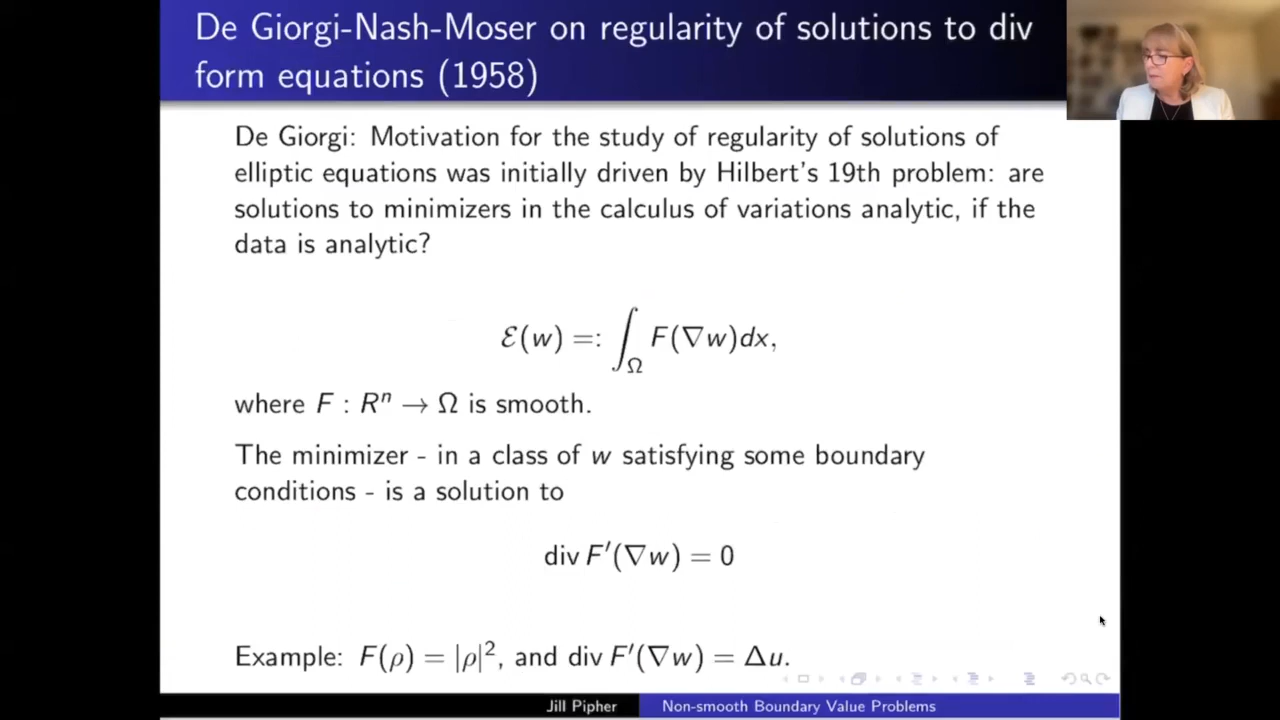 De Giorgi-Nash-Moser on regularity of solutions to div
form equations (1958)
De Giorgi: Motivation for the study of regularity of solutions of
elliptic equations was initially driven by Hilbert's 19th problem: are
solutions to minimizers in the calculus of variations analytic, if the
data is analytic?
ℰ(w) =: ∫_Ω F(∇w)dx,
where F : Rⁿ → Ω is smooth.
The minimizer - in a class of w satisfying some boundary
conditions - is a solution to
div F′(∇w) = 0
Example: F(ρ) = |ρ|², and div F′(∇w) = Δu.
Jill Pipher Non-smooth Boundary Value Problems